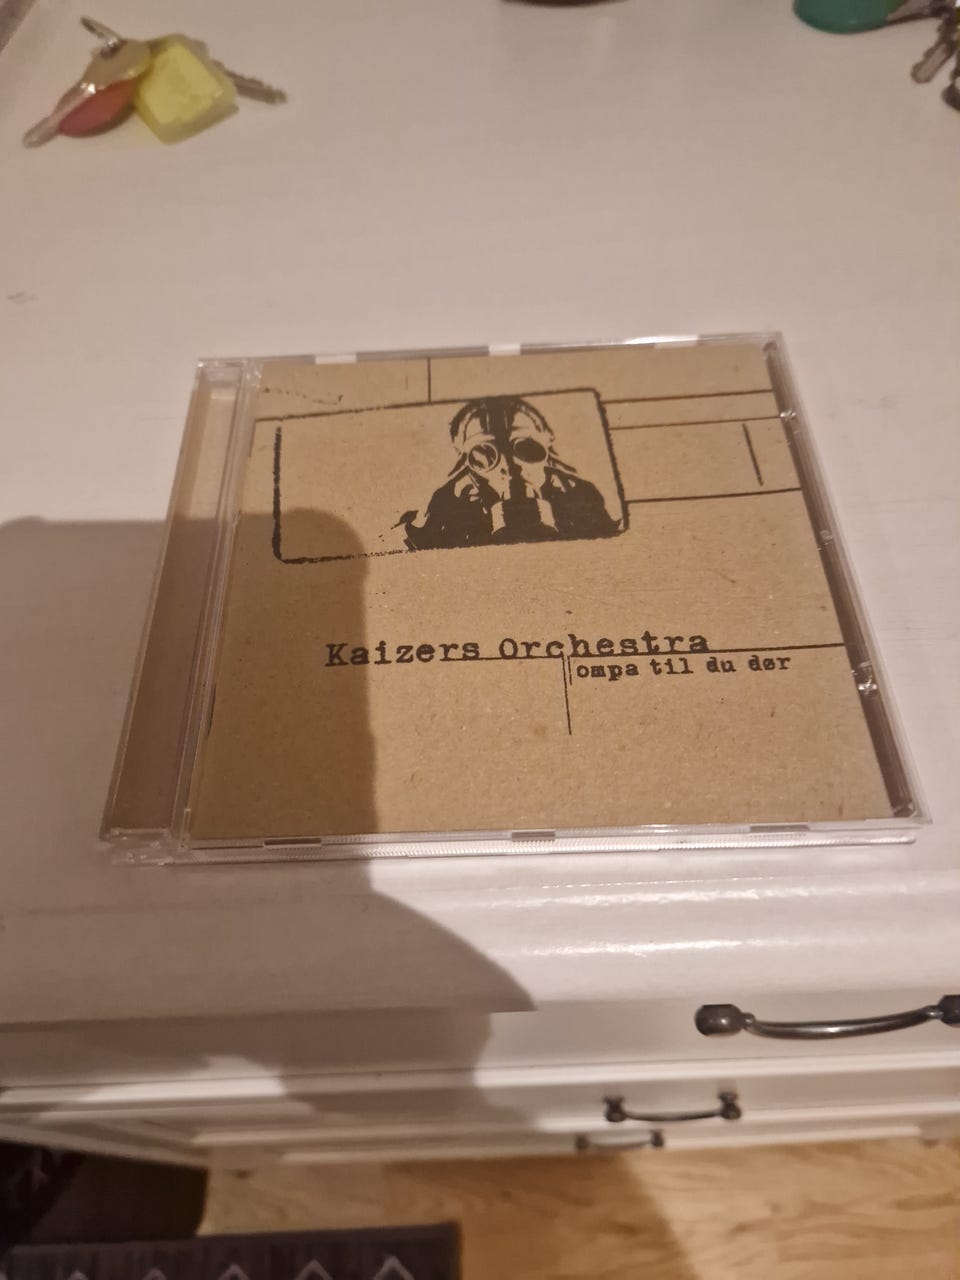 Kaizers Orchestra
ompa til du dør